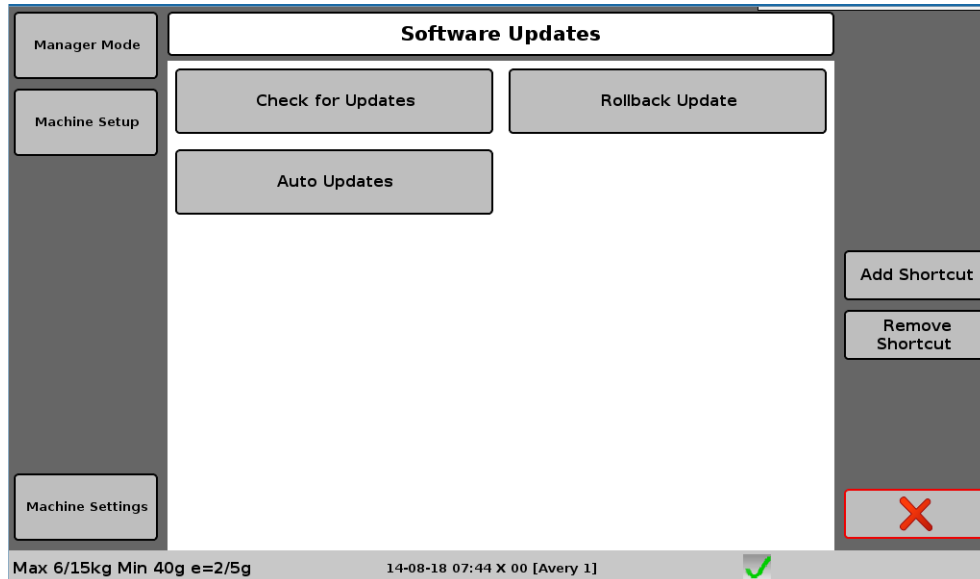 Manager Mode
Software Updates
Machine Setup
Check for Updates
Rollback Update
Auto Updates
Add Shortcut
Remove
Shortcut
Machine Settings
Max 6/15kg Min 40g e=2/5g
14-08-18 07:44 X 00 [Avery 1]